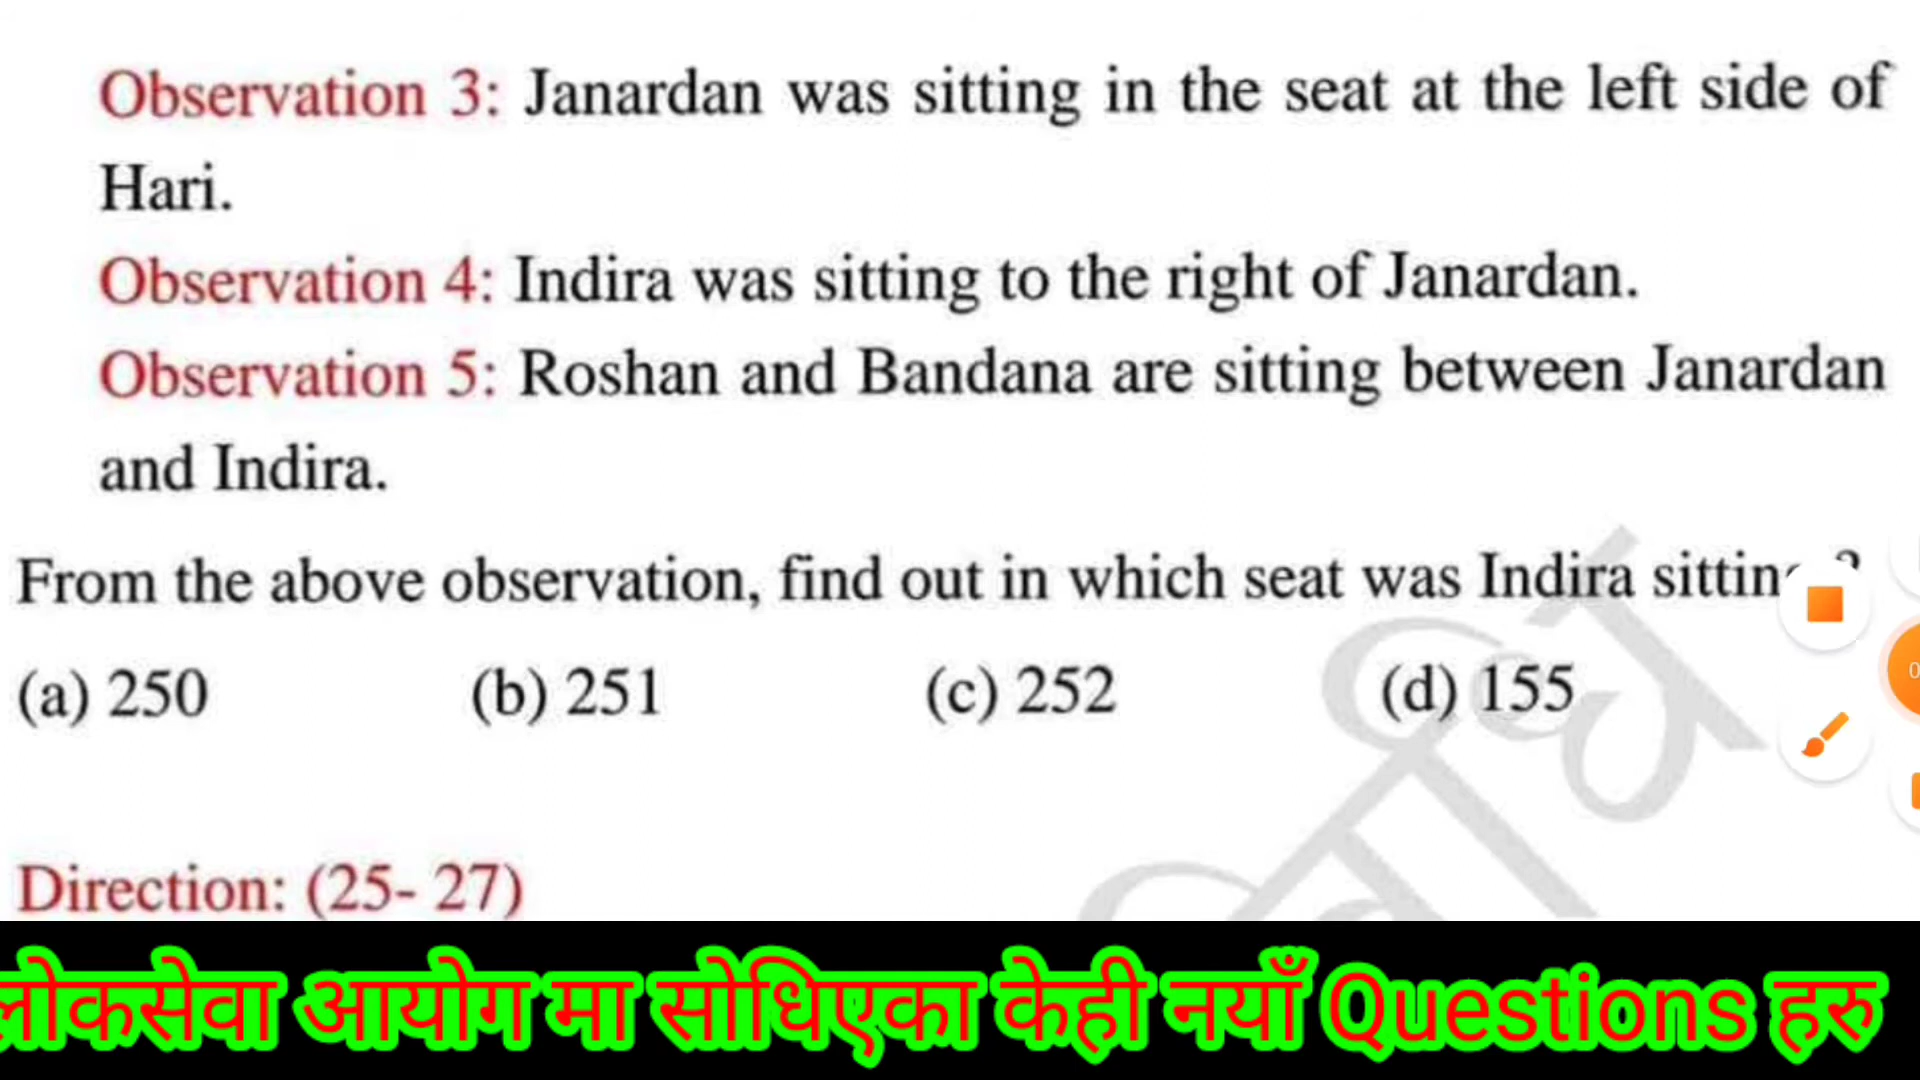 Observation 3: Janardan was sitting in the seat at the left side of
Hari.
Observation 4: Indira was sitting to the right of Janardan.
Observation 5: Roshan and Bandana are sitting between Janardan
and Indira.
From the above observation, find out in which seat was Indira
(a) 250 (b) 251 (c) 252 (d) 155
Direction: (25- 27)
लोकसेवा आयोग मा सोधिएका केही नयाँ Questions हरु